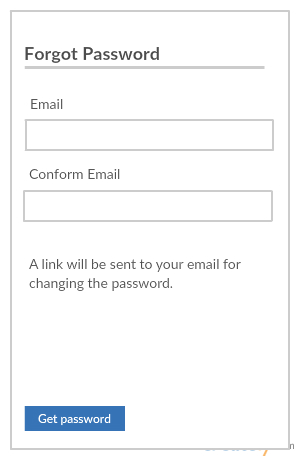 Forgot Password
Email
Conform Email
A link will be sent to your email for
changing the password.
Get password